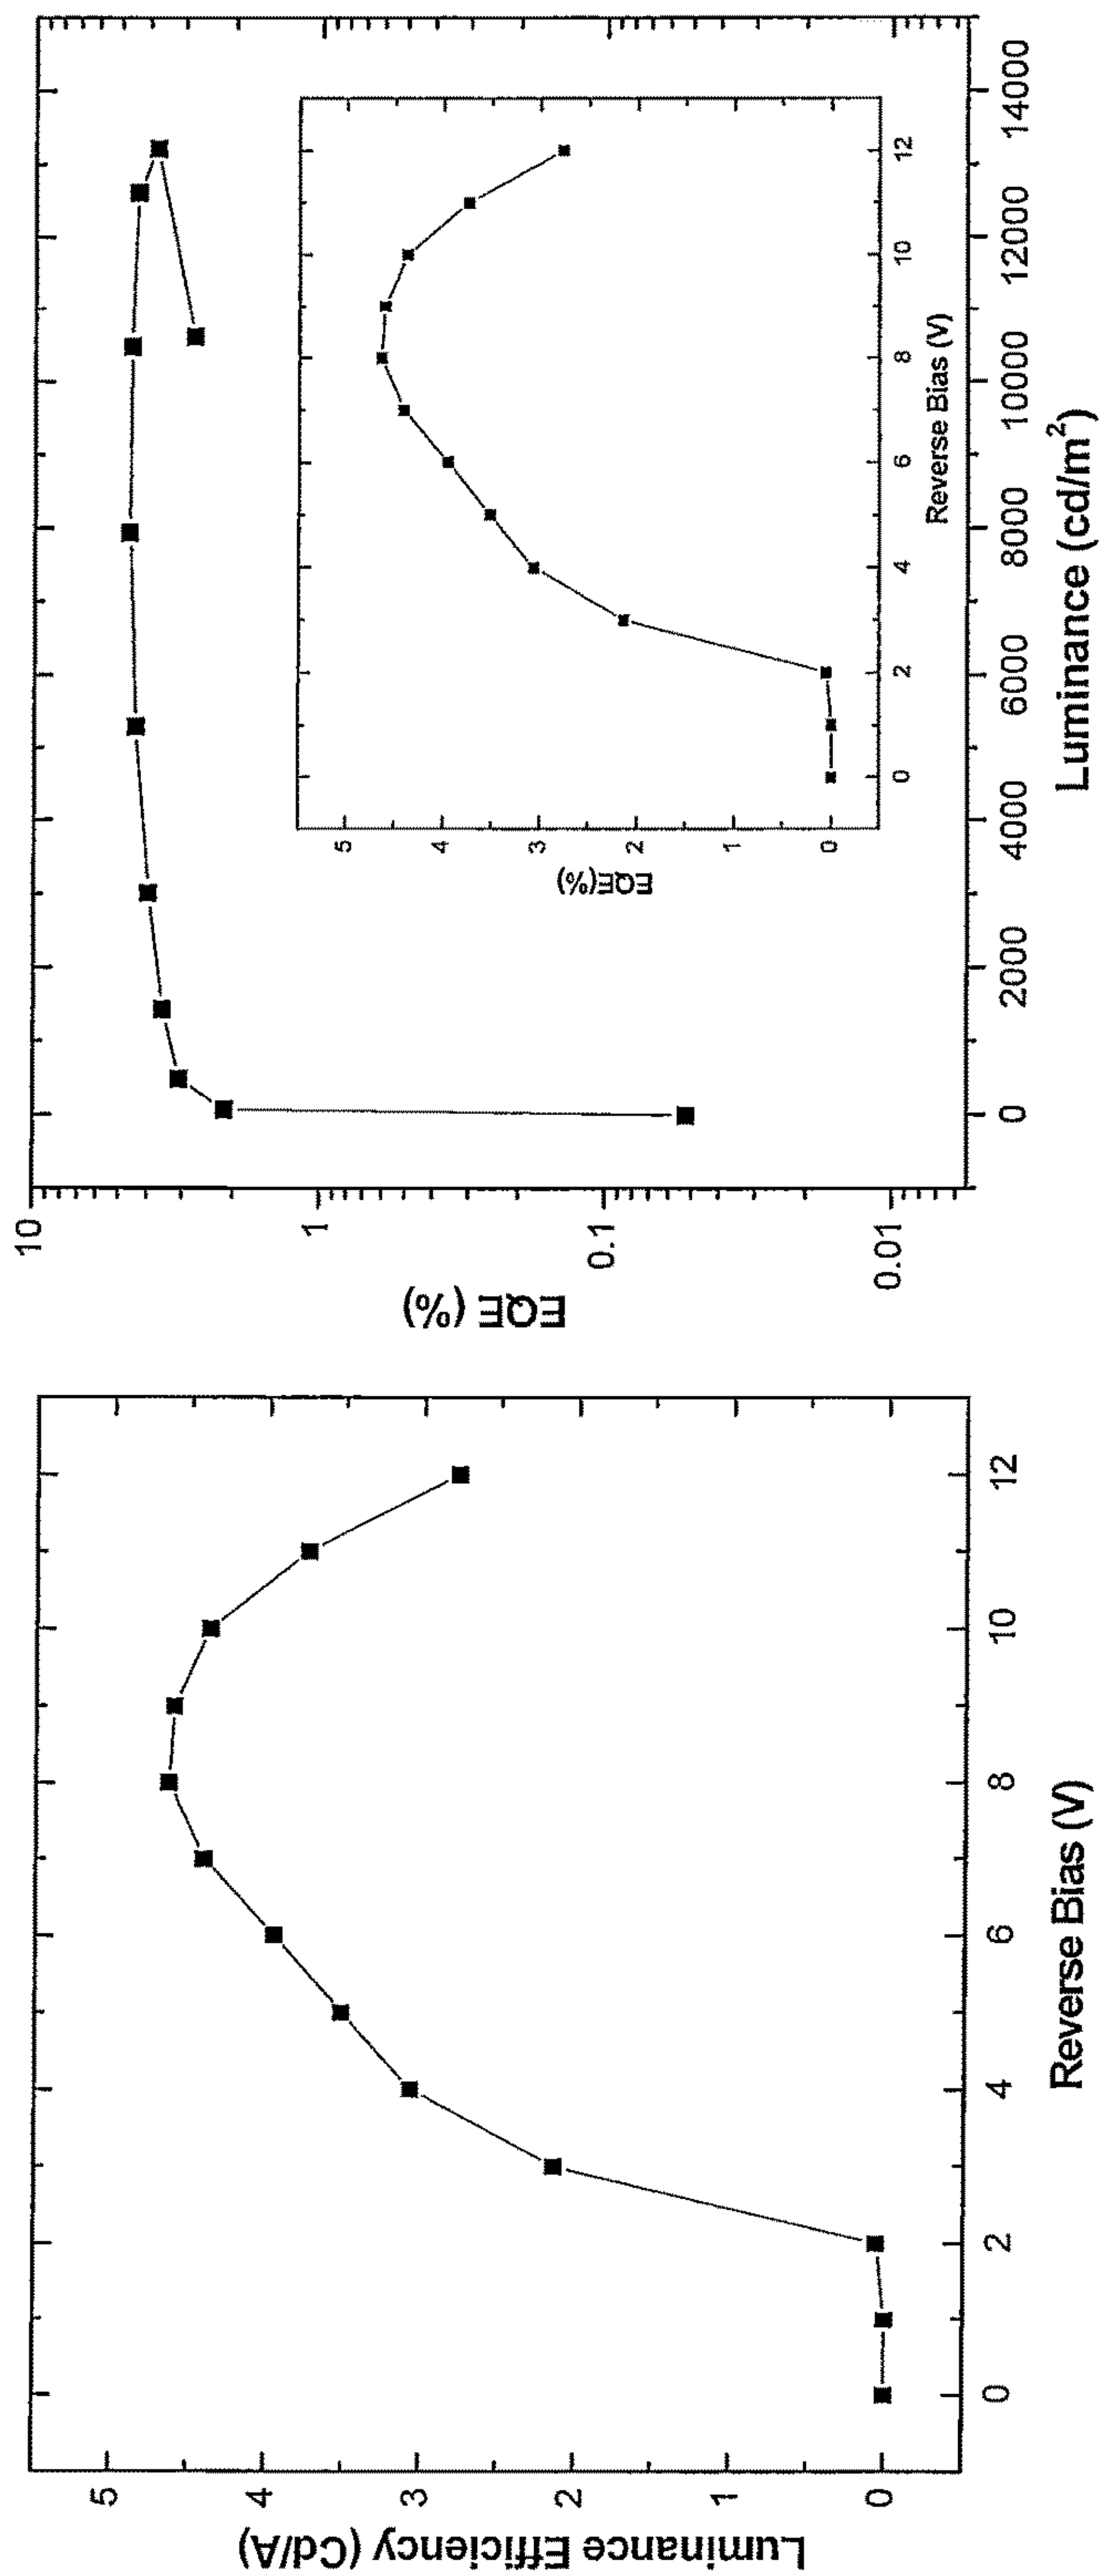 Luminance Efficiency (Cd/A)
5
4
3
2
1
0
0 2 4 6 8 10 12
Reverse Bias (V)
EQE (%)
10
1
0.1
0.01
0 2000 4000 6000 8000 10000 12000 14000
Luminance (cd/m²)
EQE(%)
5
4
3
2
1
0
0 2 4 6 8 10 12
Reverse Bias (V)